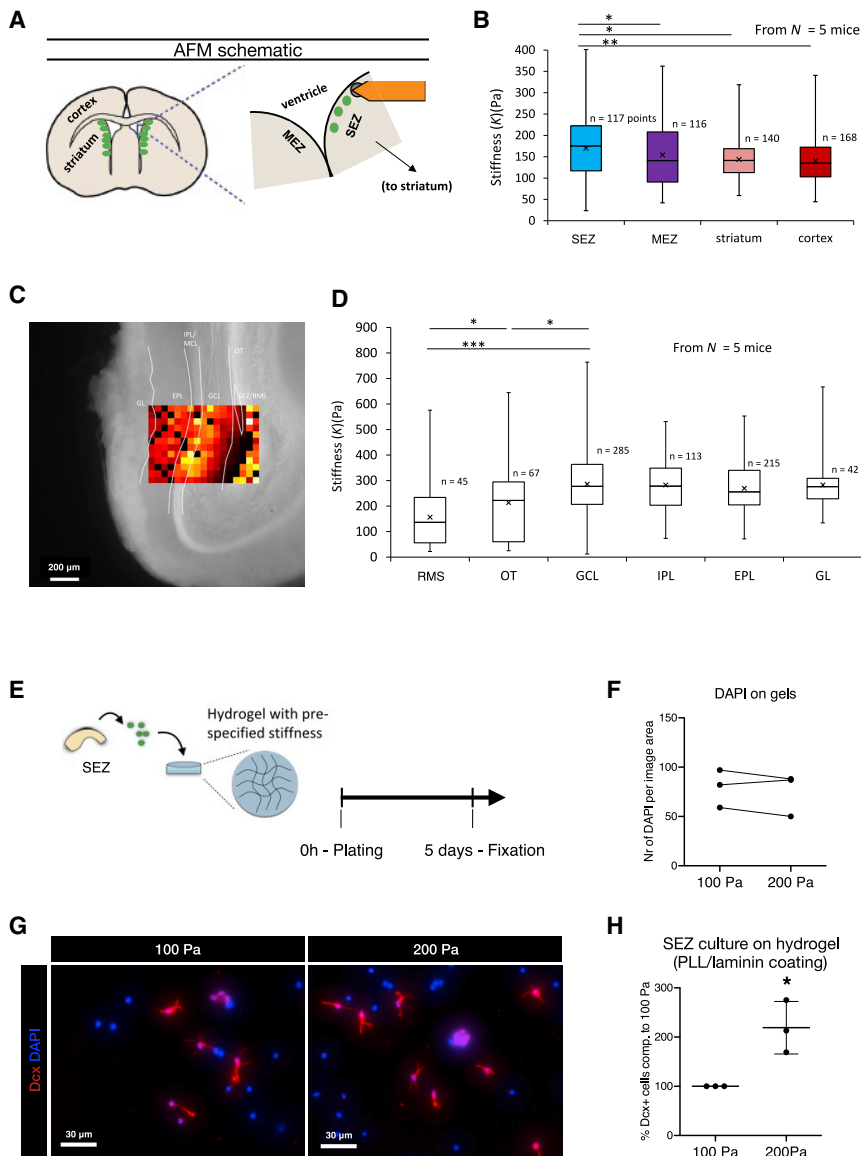 A
AFM schematic
cortex
striatum
ventricle
MEZ
SEZ
(to striatum)
B
*
*
**
From N = 5 mice
Stiffness (K)(Pa)
400
350
300
250
200
150
100
50
0
n = 117 points
n = 116
n = 140
n = 168
SEZ
MEZ
striatum
cortex
C
IPL/
MCL
OT
GL
EPL
GCL
SEZ/RMS
200 µm
D
*
*
***
From N = 5 mice
Stiffness (K)(Pa)
900
800
700
600
500
400
300
200
100
0
n = 45
n = 67
n = 285
n = 113
n = 215
n = 42
RMS
OT
GCL
IPL
EPL
GL
E
SEZ
Hydrogel with pre-
specified stiffness
0h - Plating
5 days - Fixation
F
DAPI on gels
Nr of DAPI per image area
150
100
50
0
100 Pa
200 Pa
G
100 Pa
200 Pa
Dcx DAPI
30 µm
30 µm
H
SEZ culture on hydrogel
(PLL/laminin coating)
*
% Dcx+ cells comp. to 100 Pa
300
200
100
0
100 Pa
200Pa